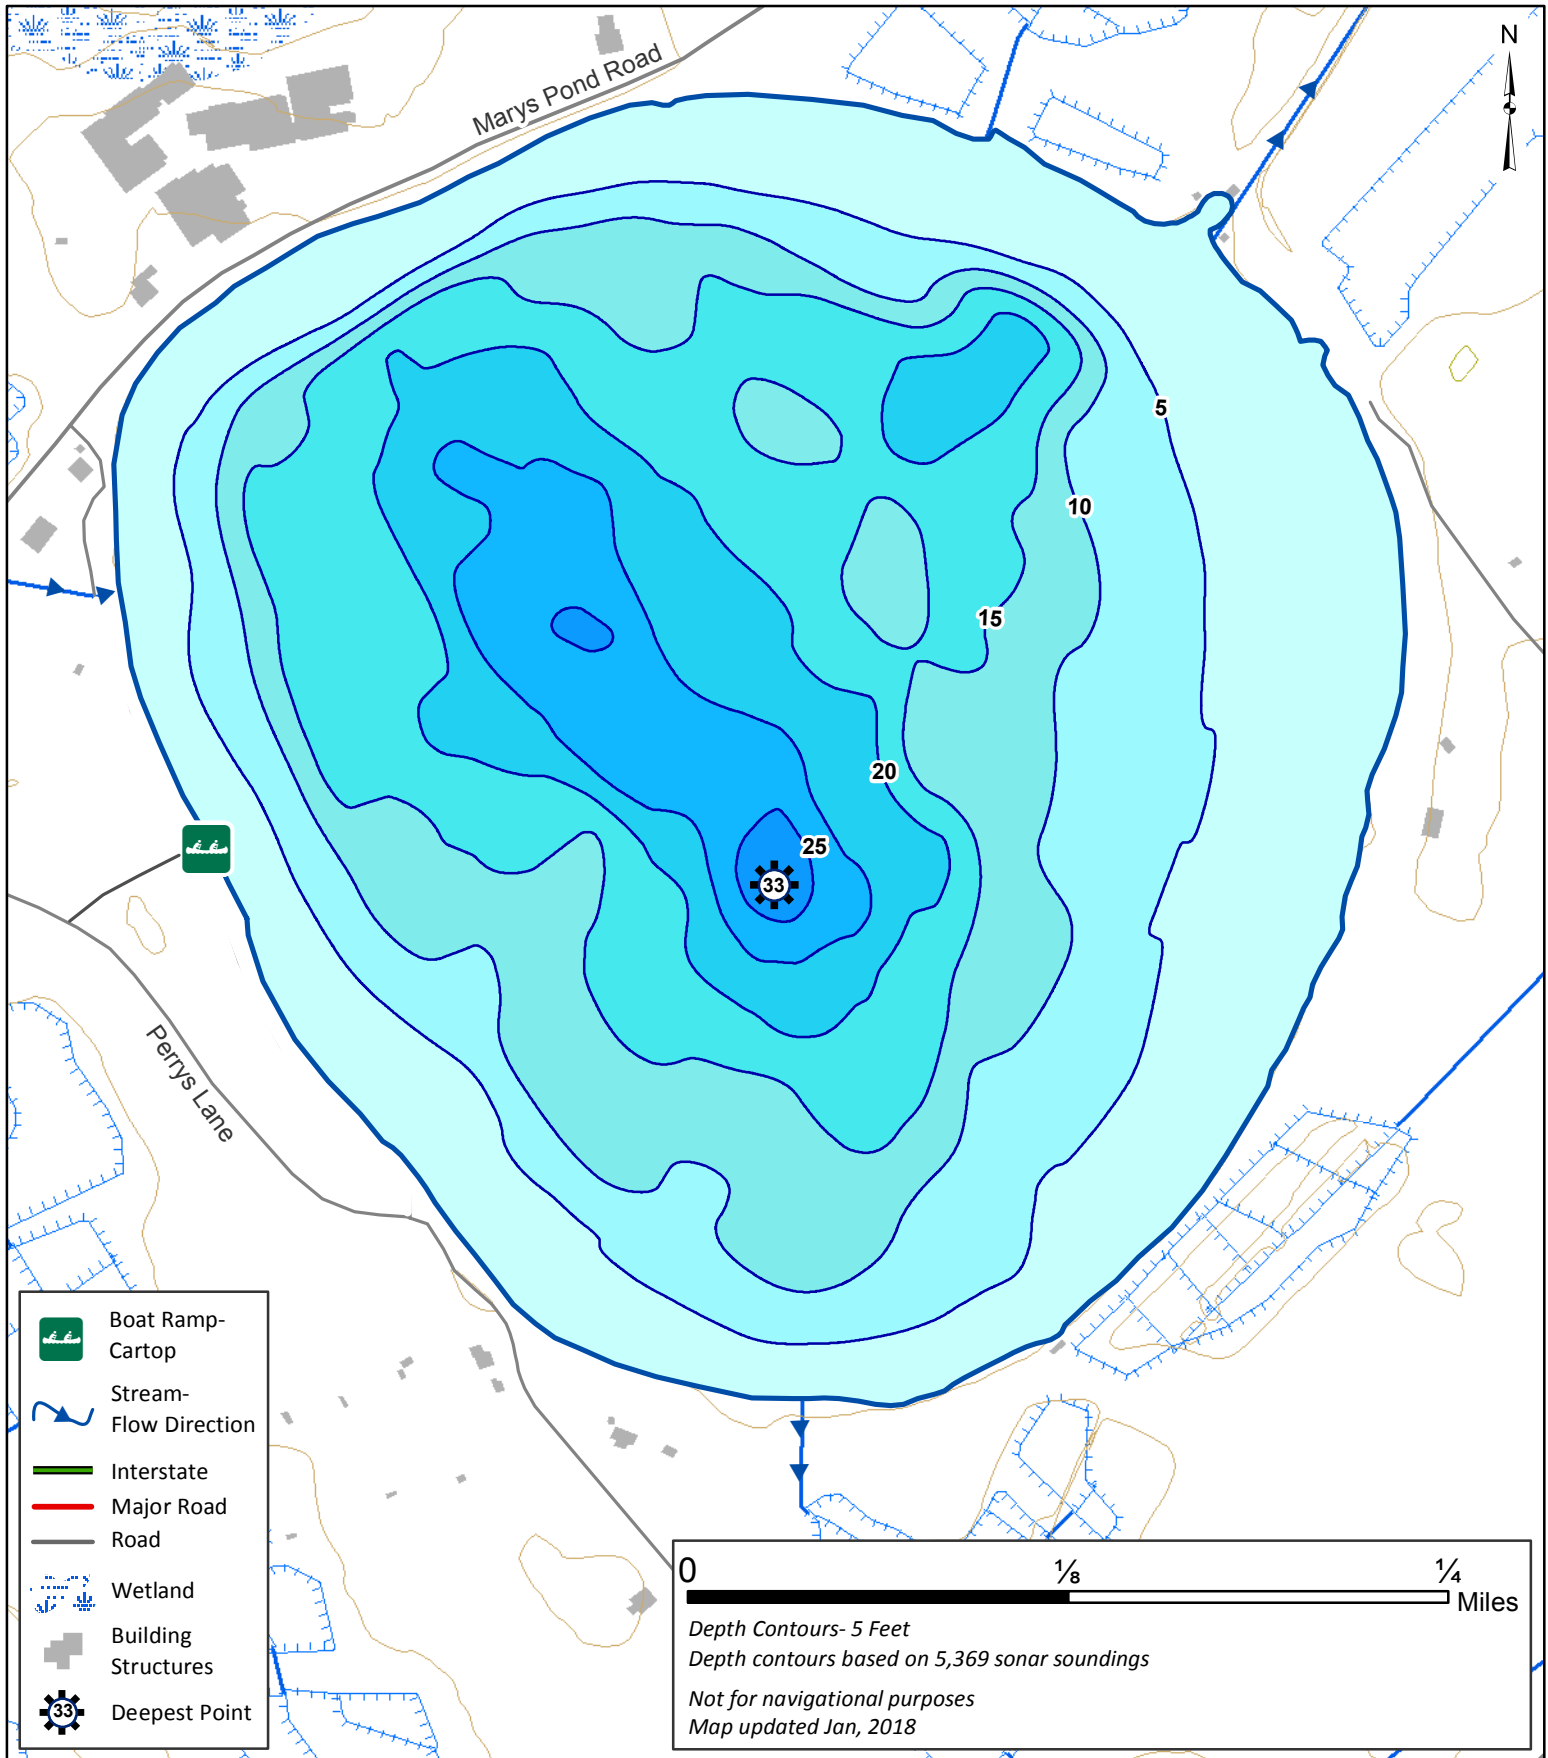 N
Marys Pond Road
5
10
15
20
25
33
Perrys Lane
Boat Ramp-
Cartop
Stream-
Flow Direction
Interstate
Major Road
Road
Wetland
Building
Structures
33 Deepest Point
0 ⅛ ¼
Miles
Depth Contours- 5 Feet
Depth contours based on 5,369 sonar soundings
Not for navigational purposes
Map updated Jan, 2018